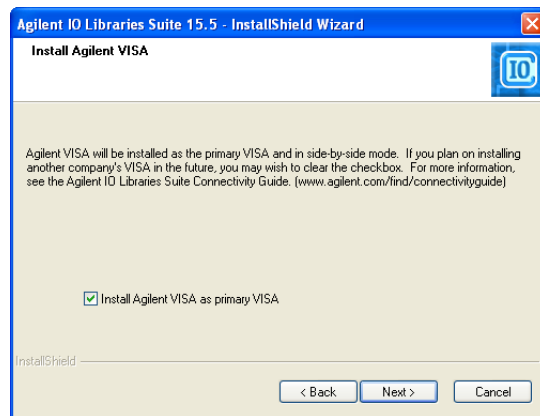 Agilent IO Libraries Suite 15.5 - InstallShield Wizard
Install Agilent VISA
IO
Agilent VISA will be installed as the primary VISA and in side-by-side mode. If you plan on installing
another company's VISA in the future, you may wish to clear the checkbox. For more information,
see the Agilent IO Libraries Suite Connectivity Guide. (www.agilent.com/find/connectivityguide)
Install Agilent VISA as primary VISA
InstallShield
< Back
Next >
Cancel